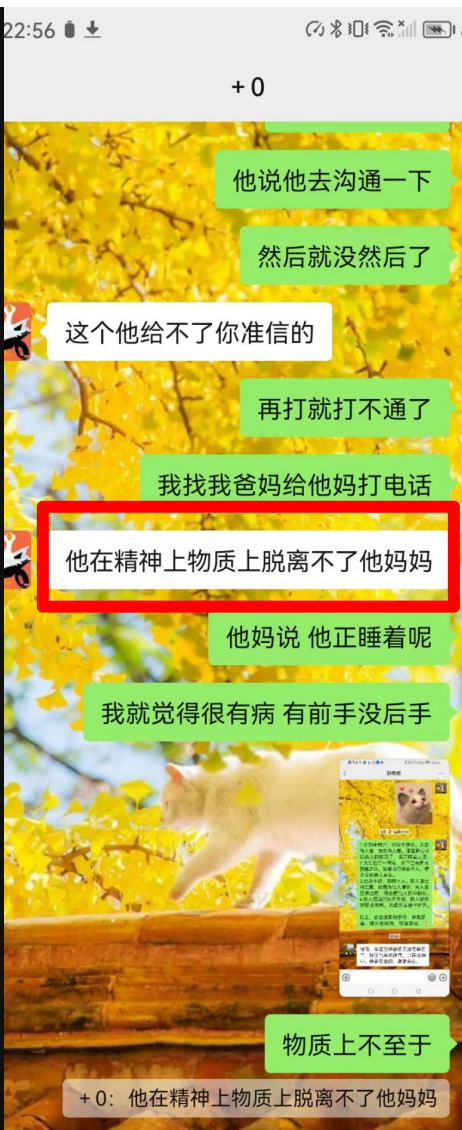 22:56
+0
他说他去沟通一下
然后就没然后了
这个他给不了你准信的
再打就打不通了
我找我爸妈给他妈打电话
他在精神上物质上脱离不了他妈妈
他妈说 他正睡着呢
我就觉得很有病 有前手没后手
物质上不至于
+0：他在精神上物质上脱离不了他妈妈